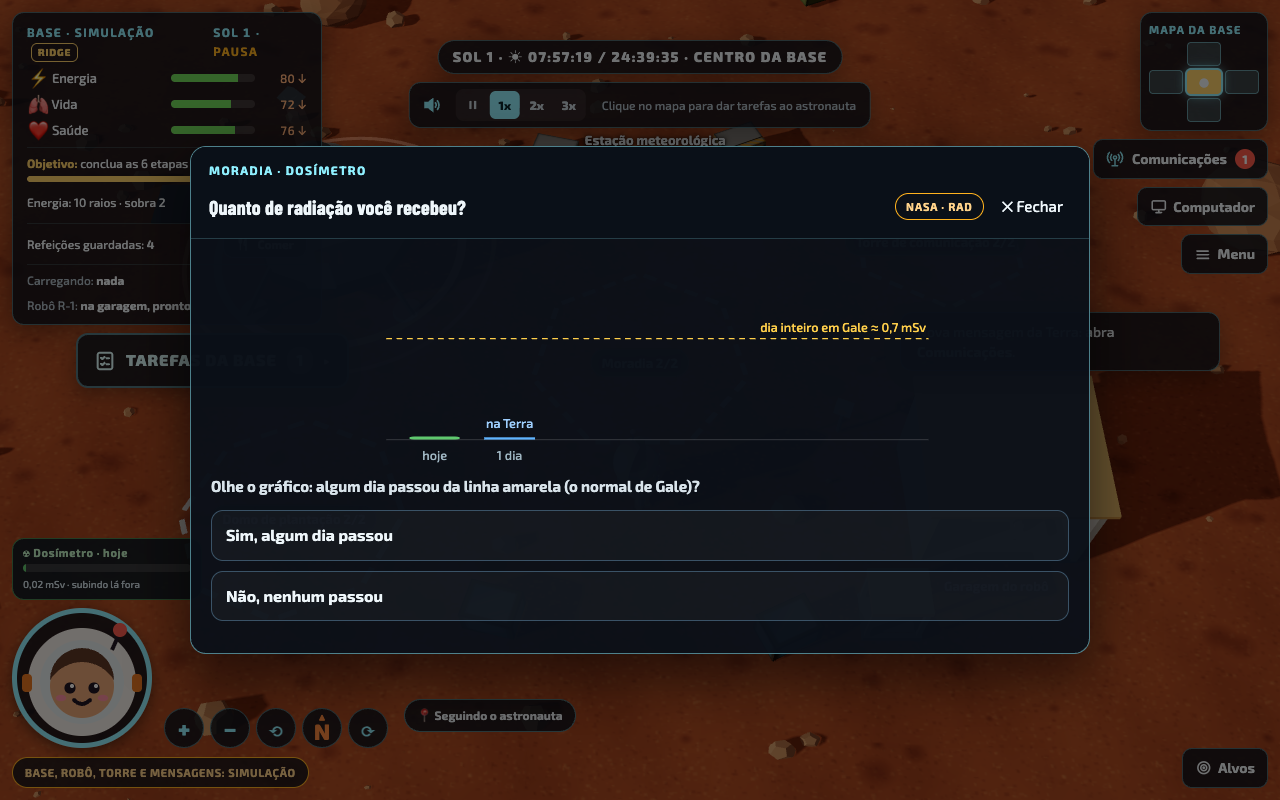 BASE · SIMULAÇÃO
RIDGE
SOL 1 ·
PAUSA
Energia
80 ↓
Vida
72 ↓
Saúde
76 ↓
Objetivo: conclua as 6 etapas
Energia: 10 raios · sobra 2
Refeições guardadas: 4
Carregando: nada
Robô R-1: na garagem, pronto
SOL 1 · ☀ 07:57:19 / 24:39:35 · CENTRO DA BASE
1x
2x
3x
Clique no mapa para dar tarefas ao astronauta
Estação meteorológica
MAPA DA BASE
Comunicações 1
Computador
Menu
TAREFAS DA BASE
MORADIA · DOSÍMETRO
Quanto de radiação você recebeu?
NASA · RAD
Fechar
dia inteiro em Gale ≈ 0,7 mSv
na Terra
hoje
1 dia
Olhe o gráfico: algum dia passou da linha amarela (o normal de Gale)?
Sim, algum dia passou
Não, nenhum passou
Dosímetro · hoje
0,02 mSv · subindo lá fora
N
Seguindo o astronauta
BASE, ROBÔ, TORRE E MENSAGENS: SIMULAÇÃO
Alvos